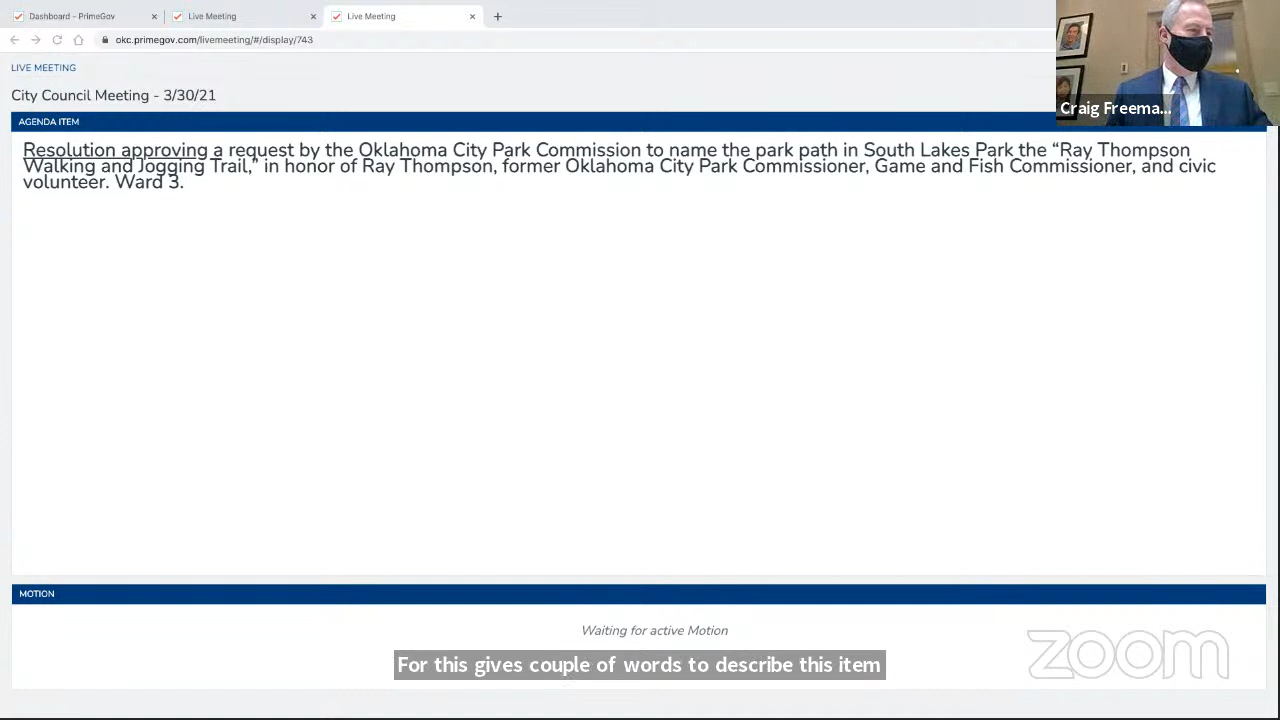 Dashboard - PrimeGov
Live Meeting
Live Meeting
okc.primegov.com/livemeeting/#/display/743
LIVE MEETING
City Council Meeting - 3/30/21
AGENDA ITEM
Resolution approving a request by the Oklahoma City Park Commission to name the park path in South Lakes Park the “Ray Thompson
Walking and Jogging Trail,” in honor of Ray Thompson, former Oklahoma City Park Commissioner, Game and Fish Commissioner, and civic
volunteer. Ward 3.
Craig Freema...
MOTION
Waiting for active Motion
For this gives couple of words to describe this item
zoom